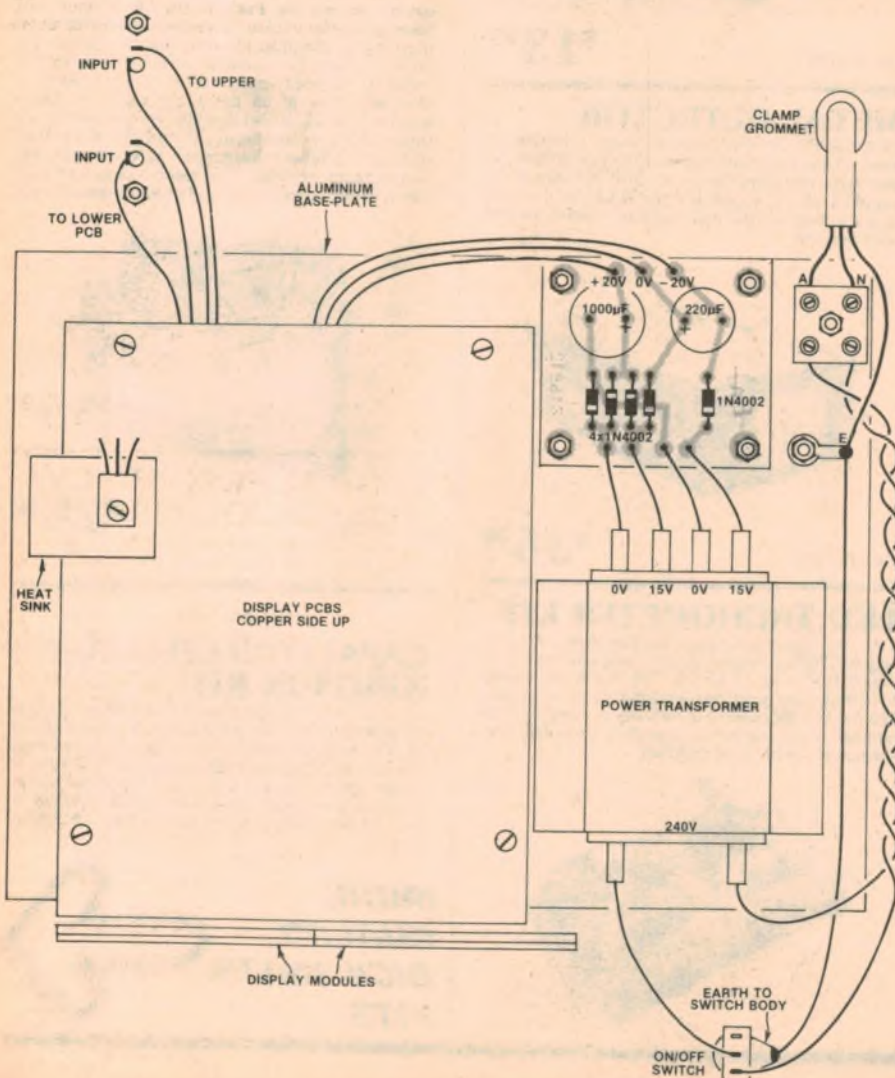 INPUT
TO UPPER
INPUT
TO LOWER
PCB
ALUMINIUM
BASE-PLATE
CLAMP
GROMMET
+20V 0V -20V
1000µF
+
220µF
+
1N4002
4x1N4002
A
N
E
HEAT
SINK
DISPLAY PCBS
COPPER SIDE UP
0V 15V 0V 15V
POWER TRANSFORMER
240V
DISPLAY MODULES
EARTH TO
SWITCH BODY
ON/OFF
SWITCH